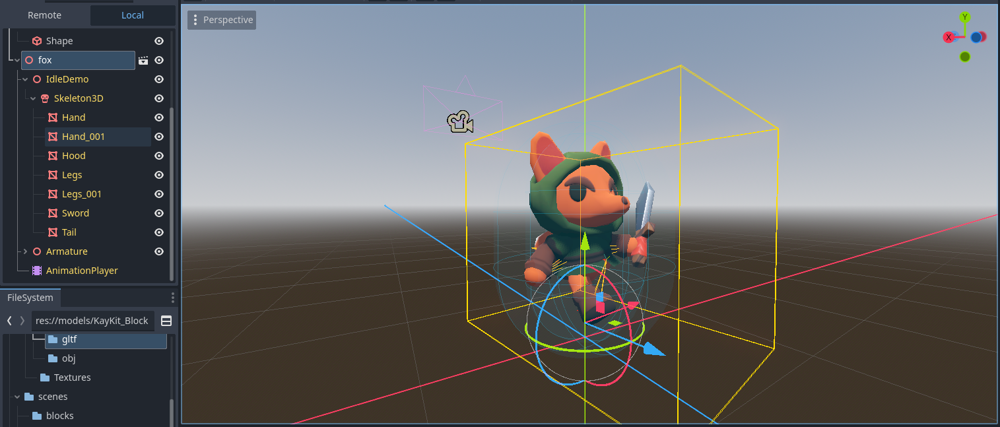 Remote
Local
Shape
fox
IdleDemo
Skeleton3D
Hand
Hand_001
Hood
Legs
Legs_001
Sword
Tail
Armature
AnimationPlayer
FileSystem
res://models/KayKit_Block
gltf
obj
Textures
scenes
blocks
Perspective
Y
X